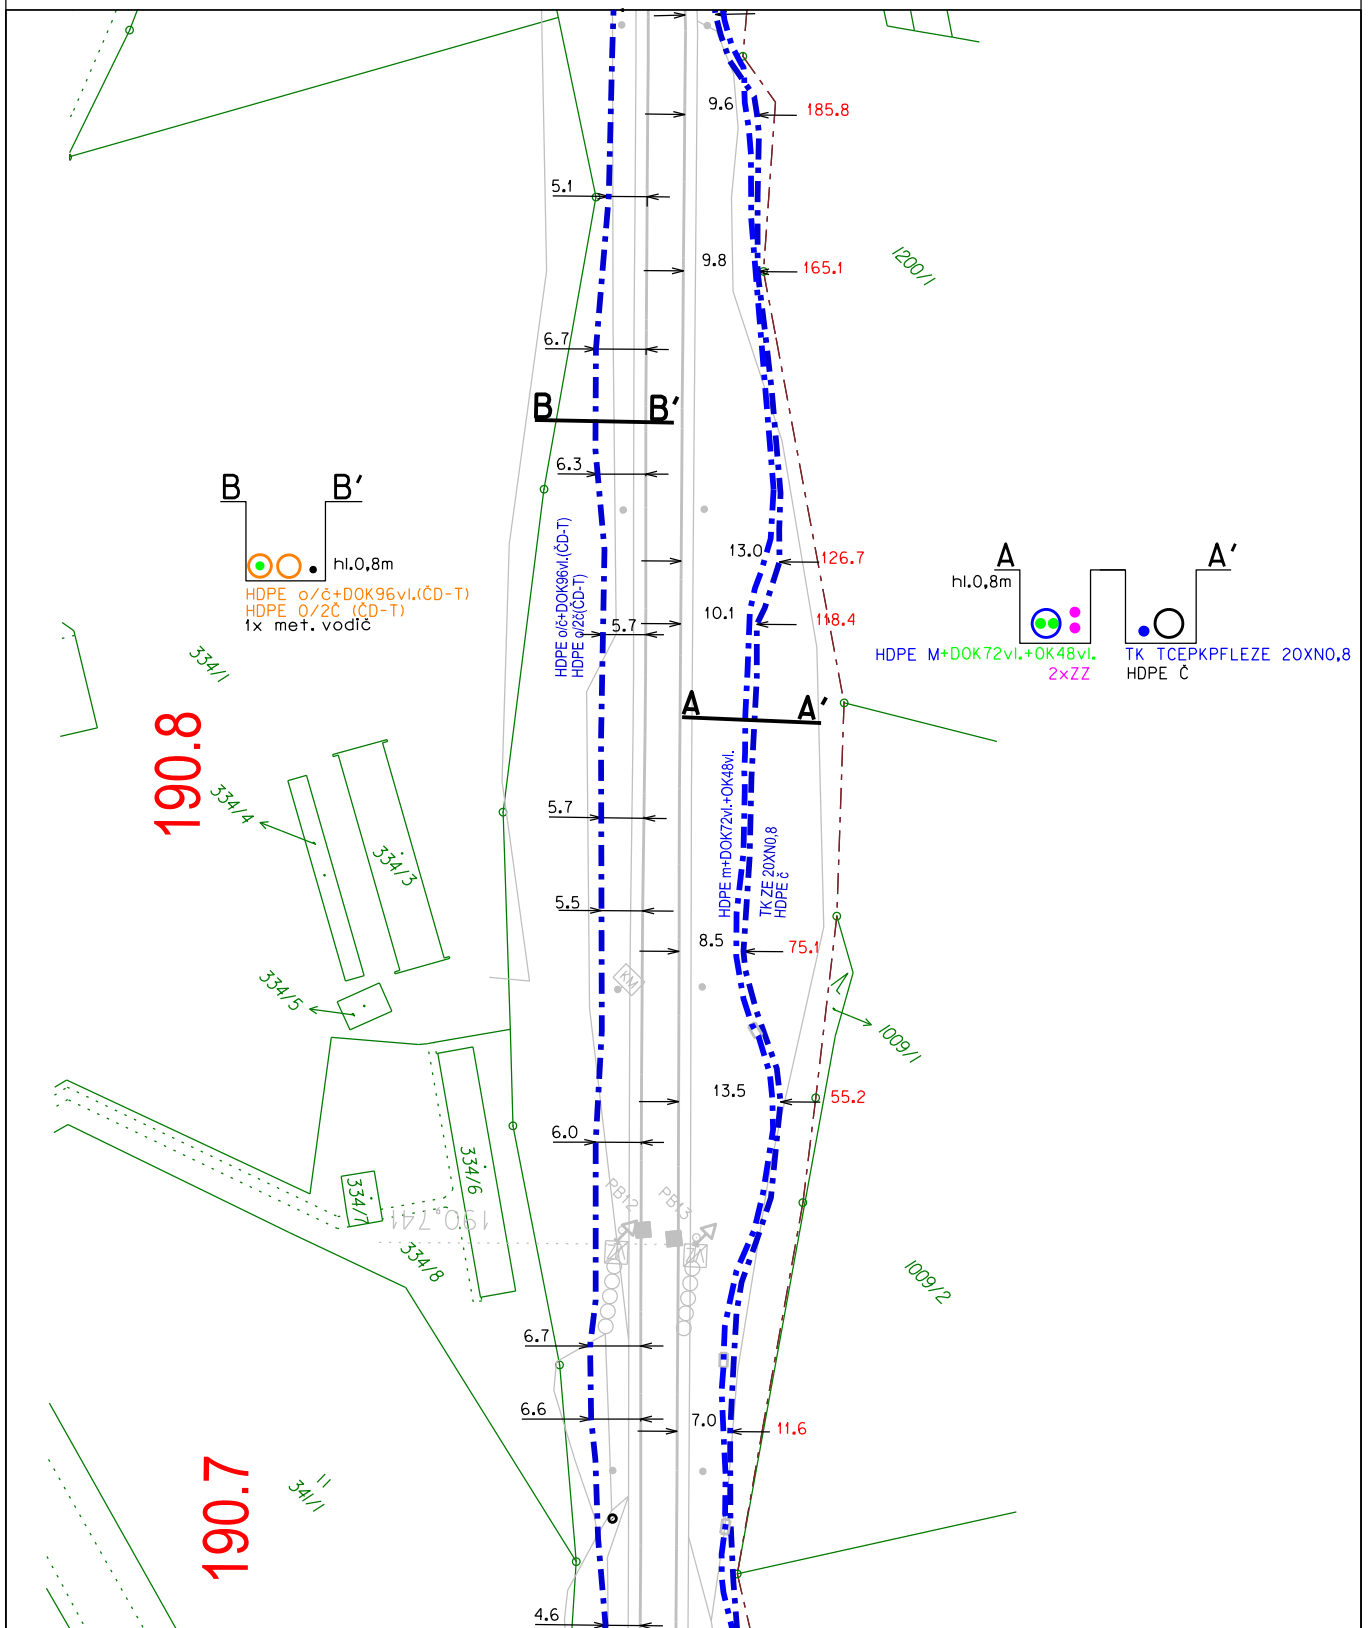 9.6
185.8
5.1
9.8
165.1
1200/1
6.7
B
B'
6.3
B
B'
hl.0,8m
HDPE o/č+DOK96vl.(ČD-T)
HDPE O/2Č (ČD-T)
1x met.vodič
HDPE o/č+DOK96vl.(ČD-T)
HDPE o/2č(ČD-T)
13.0
126.7
10.1
118.4
5.7
A
A'
hl.0,8m
HDPE M+DOK72vl.+OK48vl.
2xZZ
TK TCEPKPFLEZE 20XN0,8
HDPE Č
334/1
A
A'
190.8
334/4
334/3
HDPE m+DOK72vl.+OK48vl.
TK ZE 20XN0,8
HDPE č
5.7
5.5
8.5
75.1
KM
334/5
1009/1
13.5
55.2
6.0
334/6
334/7
PB12
PB13
190.741
334/8
1009/2
6.7
6.6
7.0
11.6
190.7
341/1
4.6